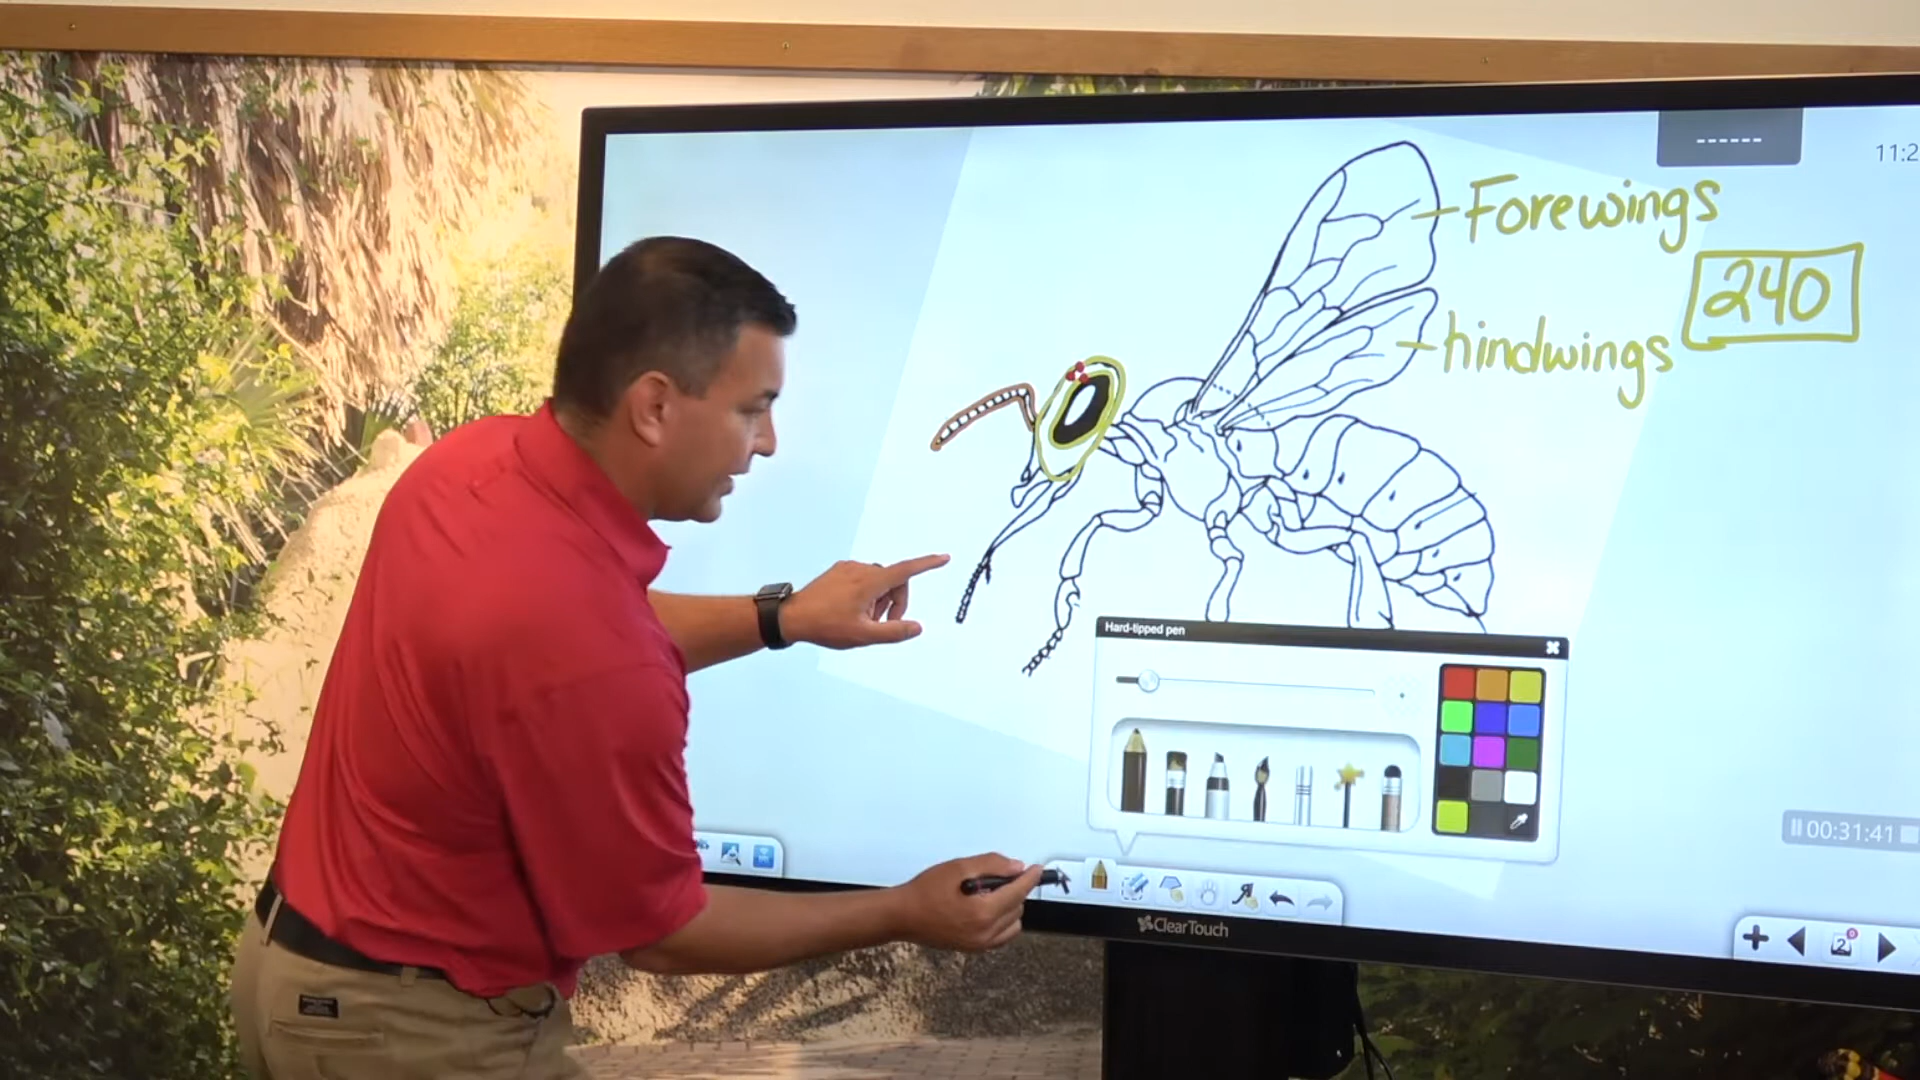 ------
11:2
Forewings
240
hindwings
Hard-tipped pen
00:31:41
ClearTouch
2